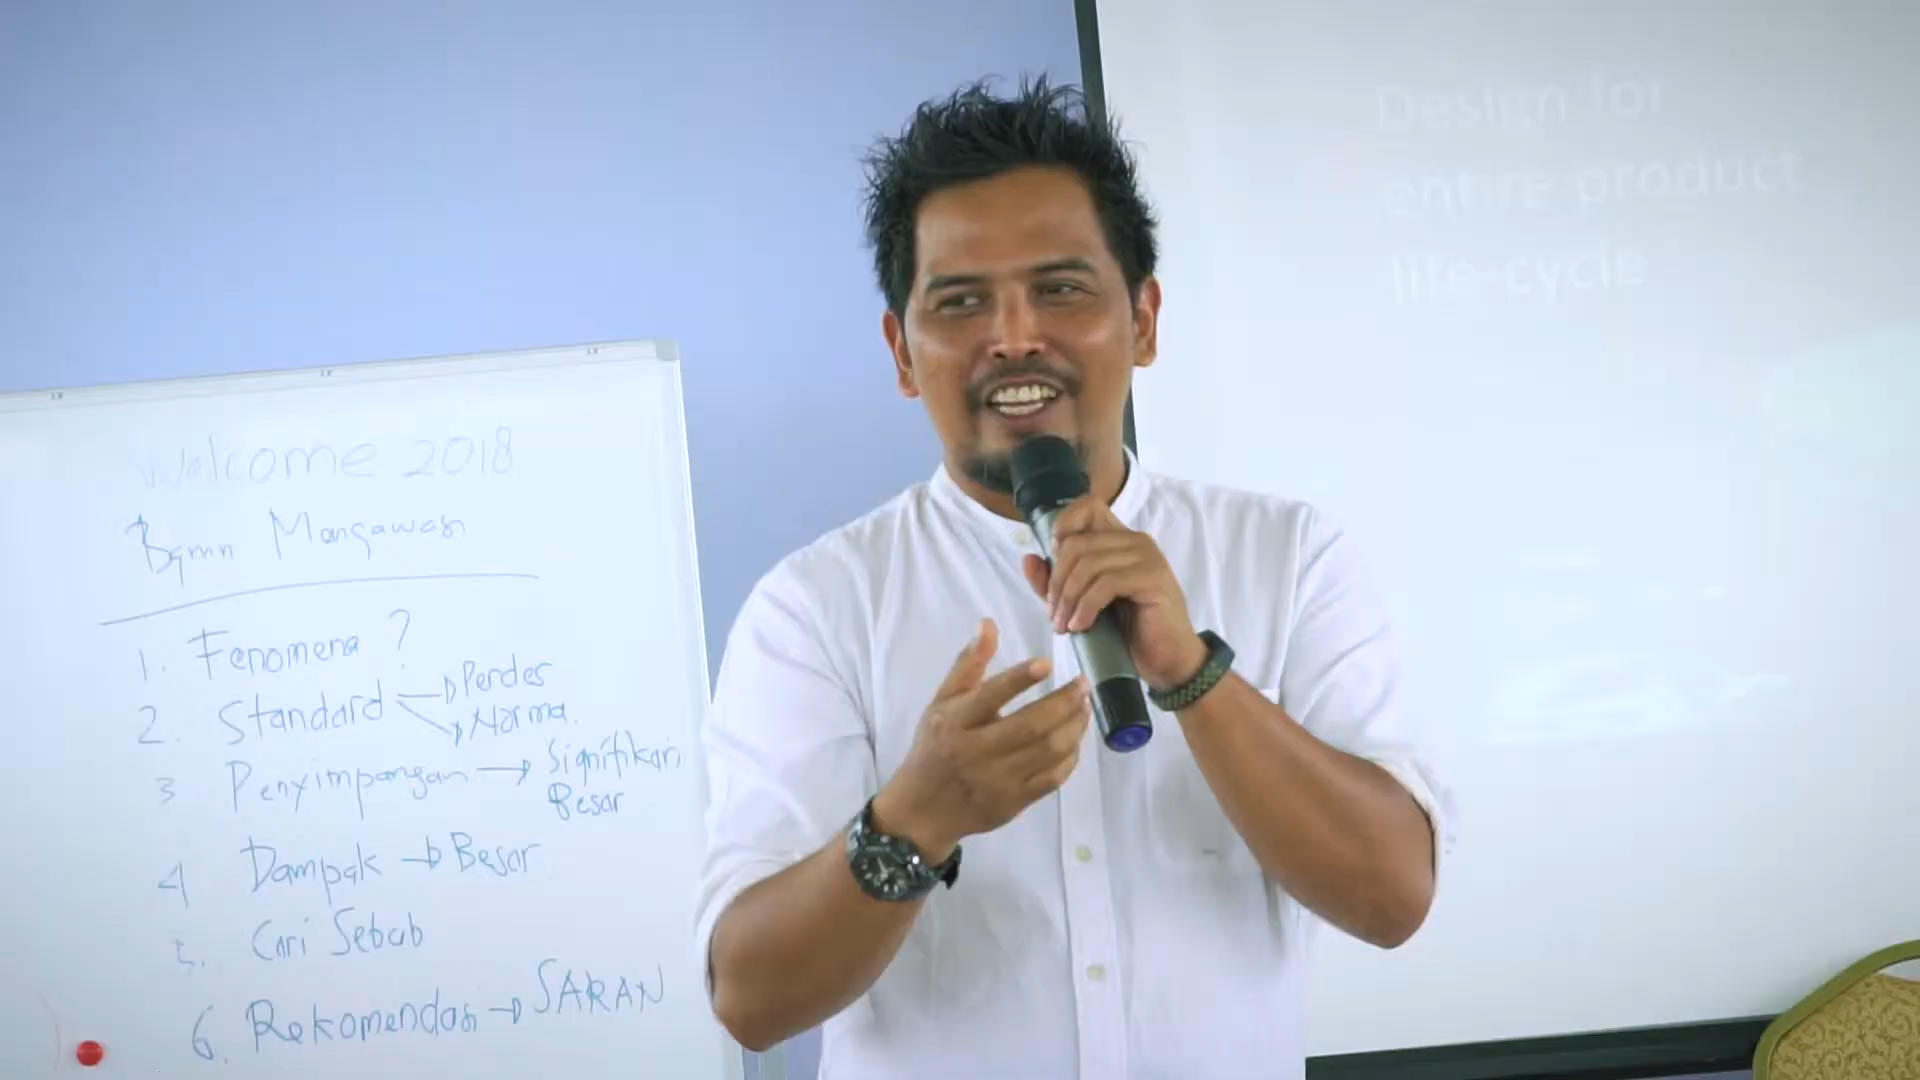 Welcome 2018
Bgmn Mengawasi
1. Fenomena ?
2. Standard → Perdes
→ Norma.
3 Penyimpangan → Signifikan,
Besar
4 Dampak → Besar
5. Cari Sebab
6. Rekomendasi → SARAN
Design for
entire product
life-cycle